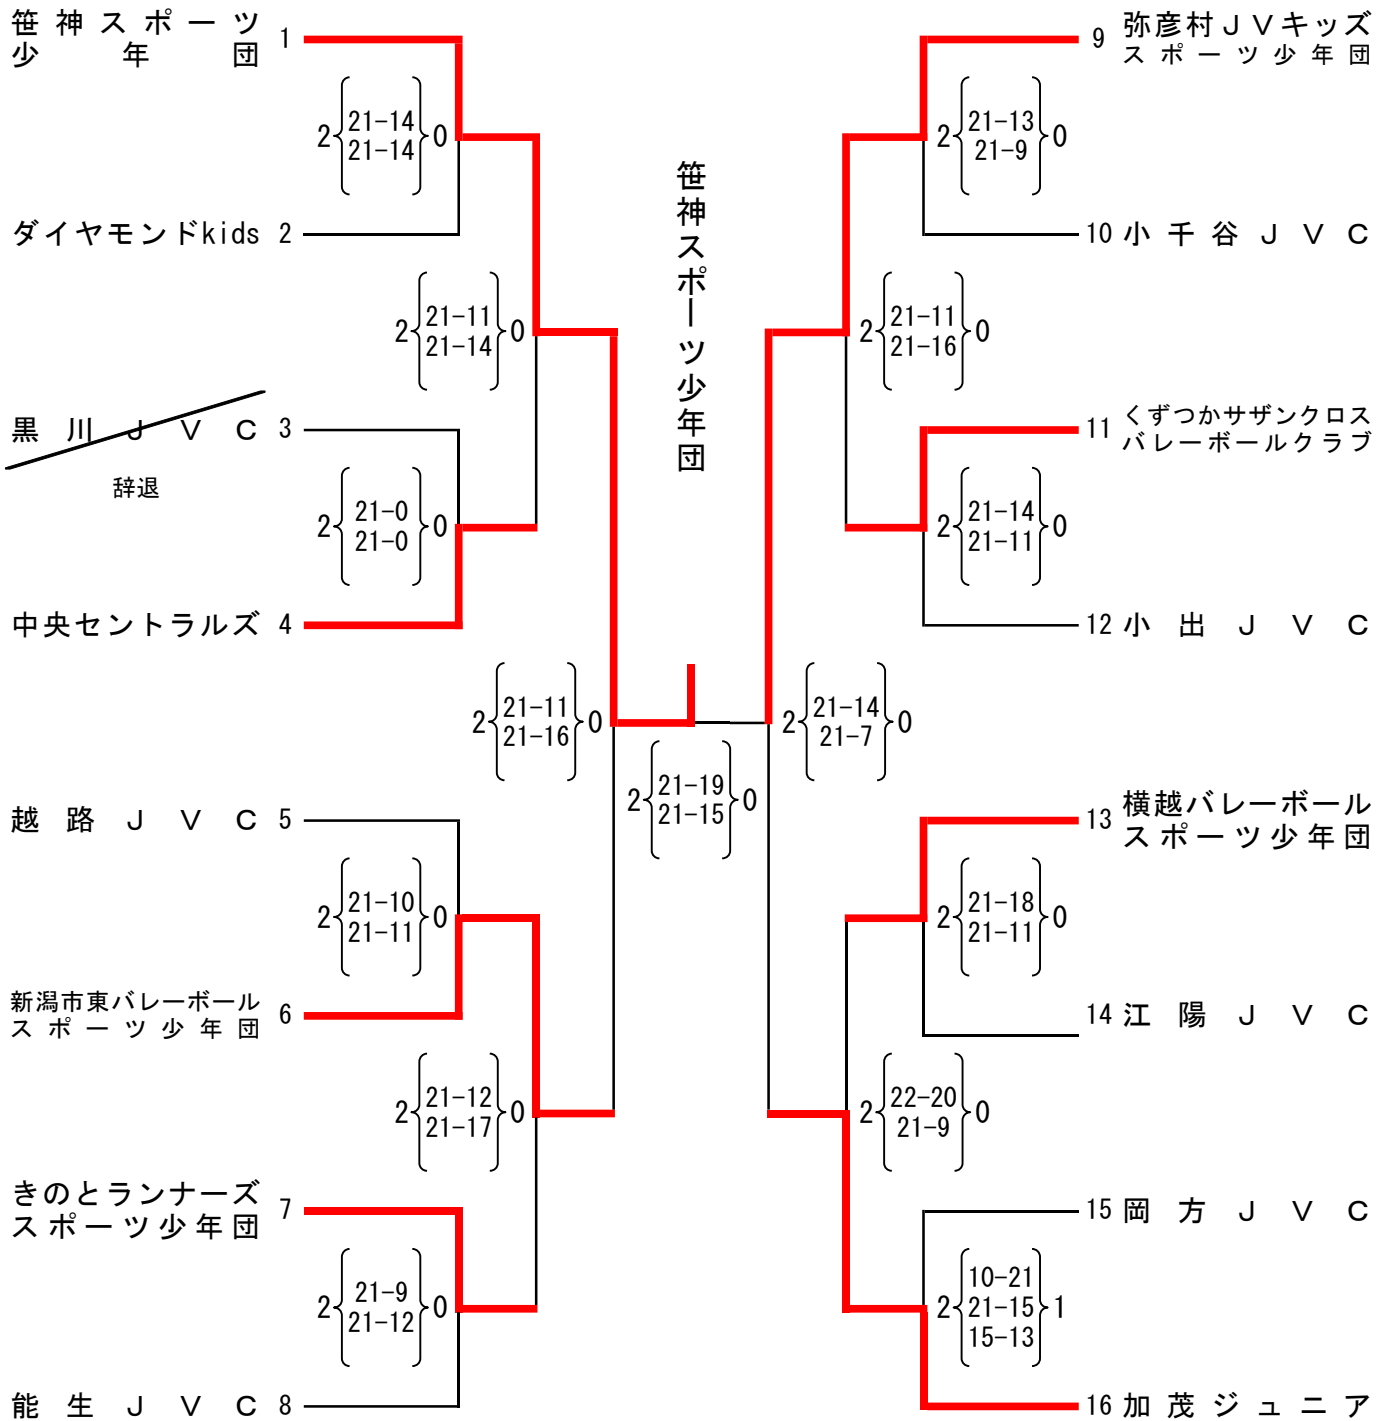 笹神スポーツ
少年団 1
2 21-14 0
21-14
ダイヤモンドkids 2
2 21-11 0
21-14
黒川JVC 3
辞退
2 21-0 0
21-0
中央セントラルズ 4
2 21-11 0
21-16
越路JVC 5
2 21-10 0
21-11
新潟市東バレーボール
スポーツ少年団 6
2 21-12 0
21-17
きのとランナーズ
スポーツ少年団 7
2 21-9 0
21-12
能生JVC 8
笹神スポーツ少年団
2 21-19 0
21-15
9 弥彦村JVキッズ
スポーツ少年団
2 21-13 0
21-9
10 小千谷JVC
2 21-11 0
21-16
11 くずつかサザンクロス
バレーボールクラブ
2 21-14 0
21-11
12 小出JVC
2 21-14 0
21-7
13 横越バレーボール
スポーツ少年団
2 21-18 0
21-11
14 江陽JVC
2 22-20 0
21-9
15 岡方JVC
10-21
2 21-15 1
15-13
16 加茂ジュニア